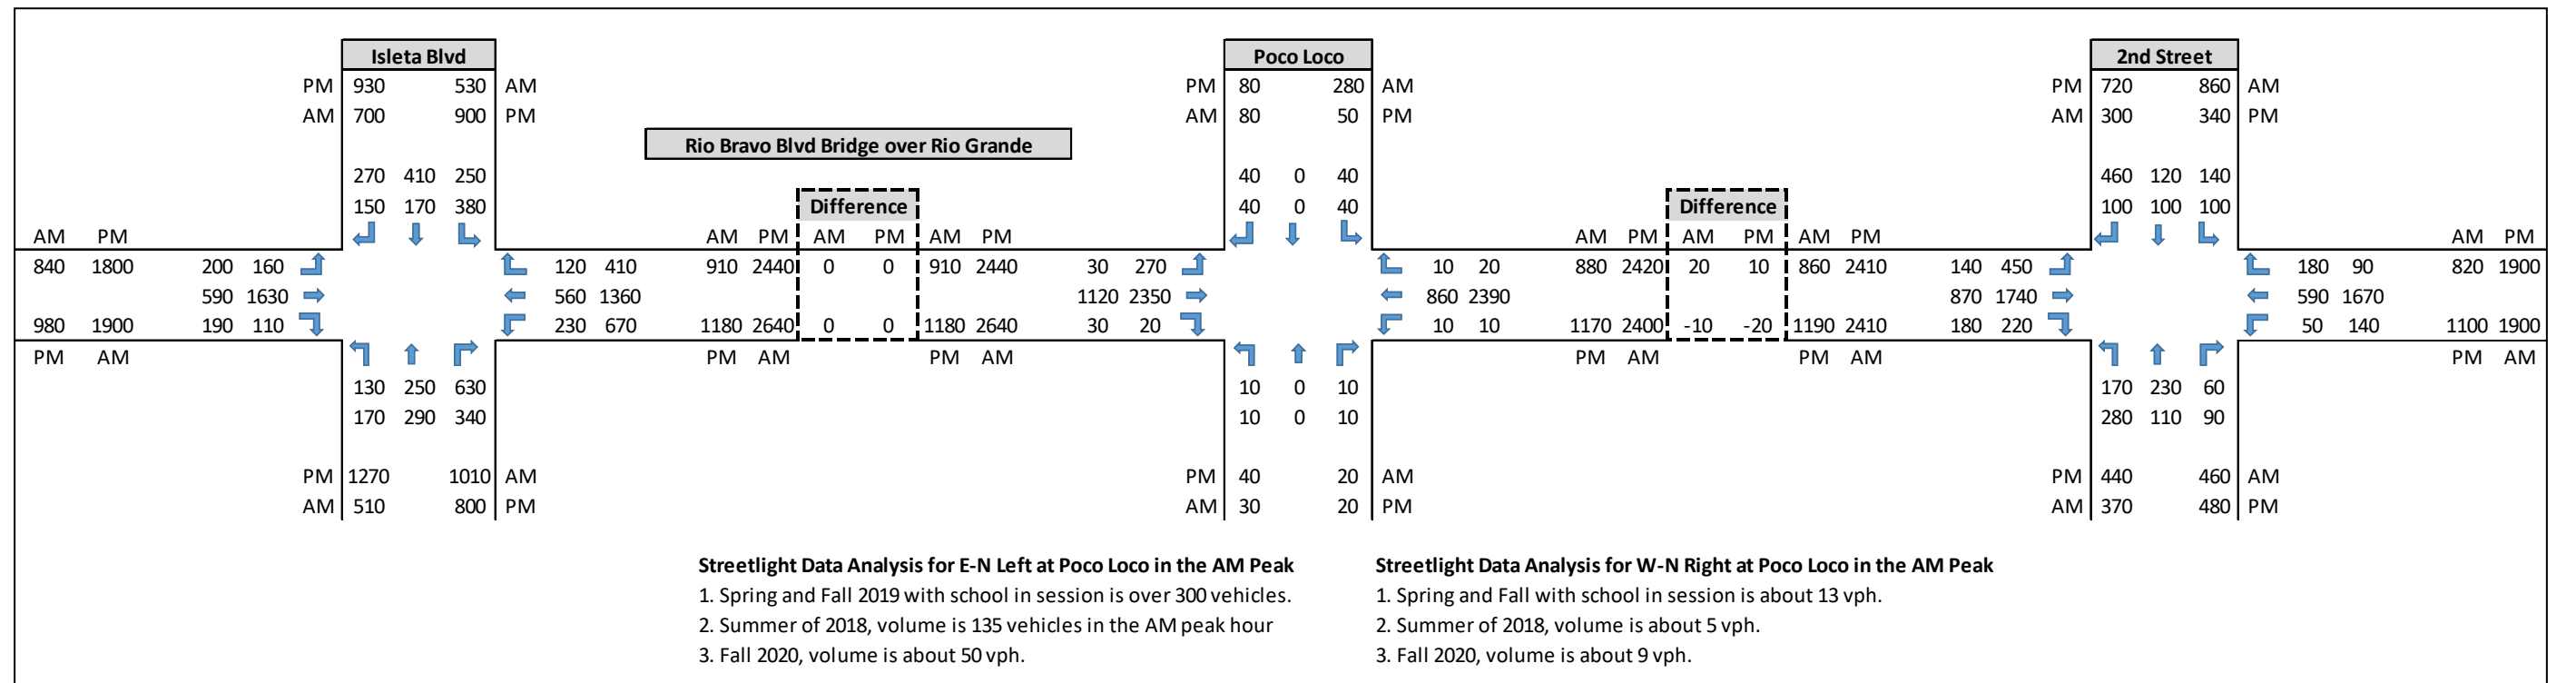 Isleta Blvd Poco Loco 2nd Street
PM 930 530 AM PM 80 280 AM PM 720 860 AM
AM 700 900 PM AM 80 50 PM AM 300 340 PM
Rio Bravo Blvd Bridge over Rio Grande
270 410 250 40 0 40 460 120 140
150 170 380 Difference 40 0 40 Difference 100 100 100
AM PM AM PM AM PM AM PM AM PM AM PM AM PM AM PM
840 1800 200 160 120 410 910 2440 0 0 910 2440 30 270 10 20 880 2420 20 10 860 2410 140 450 180 90 820 1900
590 1630 560 1360 1120 2350 860 2390 870 1740 590 1670
980 1900 190 110 230 670 1180 2640 0 0 1180 2640 30 20 10 10 1170 2400 -10 -20 1190 2410 180 220 50 140 1100 1900
PM AM PM AM PM AM PM AM PM AM PM AM
130 250 630 10 0 10 170 230 60
170 290 340 10 0 10 280 110 90
PM 1270 1010 AM PM 40 20 AM PM 440 460 AM
AM 510 800 PM AM 30 20 PM AM 370 480 PM
Streetlight Data Analysis for E-N Left at Poco Loco in the AM Peak
1. Spring and Fall 2019 with school in session is over 300 vehicles.
2. Summer of 2018, volume is 135 vehicles in the AM peak hour
3. Fall 2020, volume is about 50 vph.
Streetlight Data Analysis for W-N Right at Poco Loco in the AM Peak
1. Spring and Fall with school in session is about 13 vph.
2. Summer of 2018, volume is about 5 vph.
3. Fall 2020, volume is about 9 vph.